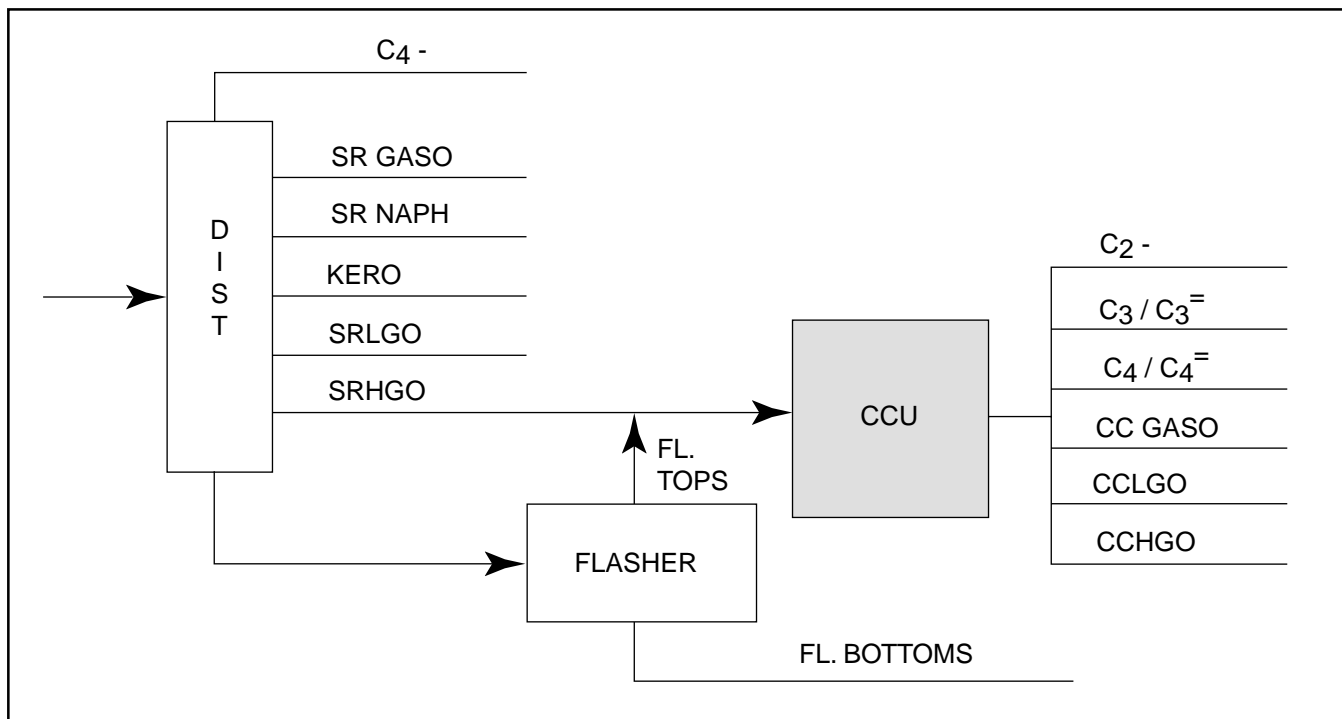 C4 -
SR GASO
SR NAPH
DIST
KERO
SRLGO
SRHGO
FL.
TOPS
FLASHER
FL. BOTTOMS
CCU
C2 -
C3 / C3=
C4 / C4=
CC GASO
CCLGO
CCHGO